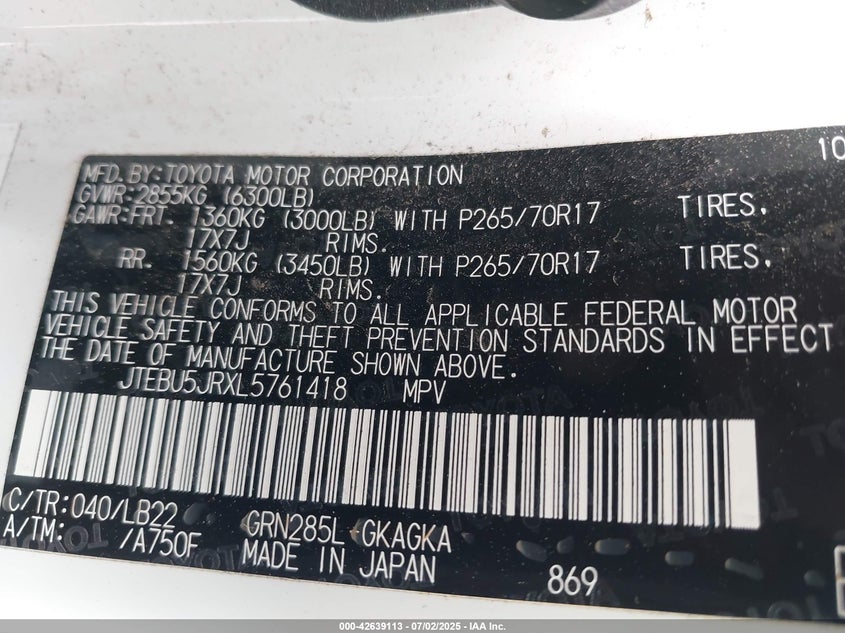 10
MFD. BY: TOYOTA MOTOR CORPORATION
GVWR: 2855KG (6300LB)
GAWR: FRT. 1360KG (3000LB) WITH P265/70R17 TIRES.
17X7J RIMS.
RR. 1560KG (3450LB) WITH P265/70R17 TIRES.
17X7J RIMS.
THIS VEHICLE CONFORMS TO ALL APPLICABLE FEDERAL MOTOR
VEHICLE SAFETY AND THEFT PREVENTION STANDARDS IN EFFECT
THE DATE OF MANUFACTURE SHOWN ABOVE.
JTEBU5JRXL5761418 MPV
C/TR: 040/LB22 GRN285L-GKAGKA
A/TM: /A750F MADE IN JAPAN 869
000-42639113 - 07/02/2025 - IAA Inc.